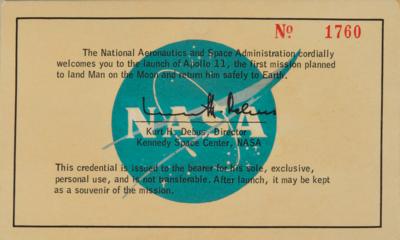 Nº 1760
The National Aeronautics and Space Administration cordially
welcomes you to the launch of Apollo 11, the first mission planned
to land Man on the Moon and return him safely to Earth.
Kurt H. Debus
NASA
Kurt H. Debus, Director
Kennedy Space Center, NASA
This credential is issued to the bearer for his sole, exclusive,
personal use, and is not transferable. After launch, it may be kept
as a souvenir of the mission.